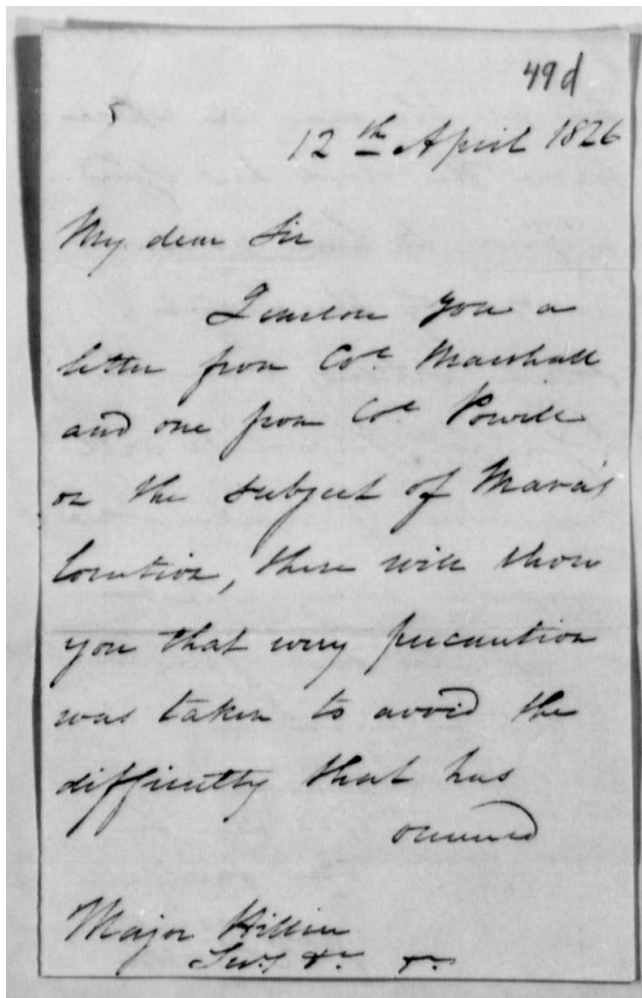 49d
12th April 1826
My dear Sir
I enclose you a
letter from Col. Marshall
and one from Col. Powell
on the subject of Mara's
location, these will show
you that every precaution
was taken to avoid the
difficulty that has
occurred
Major Hillier
&c &c